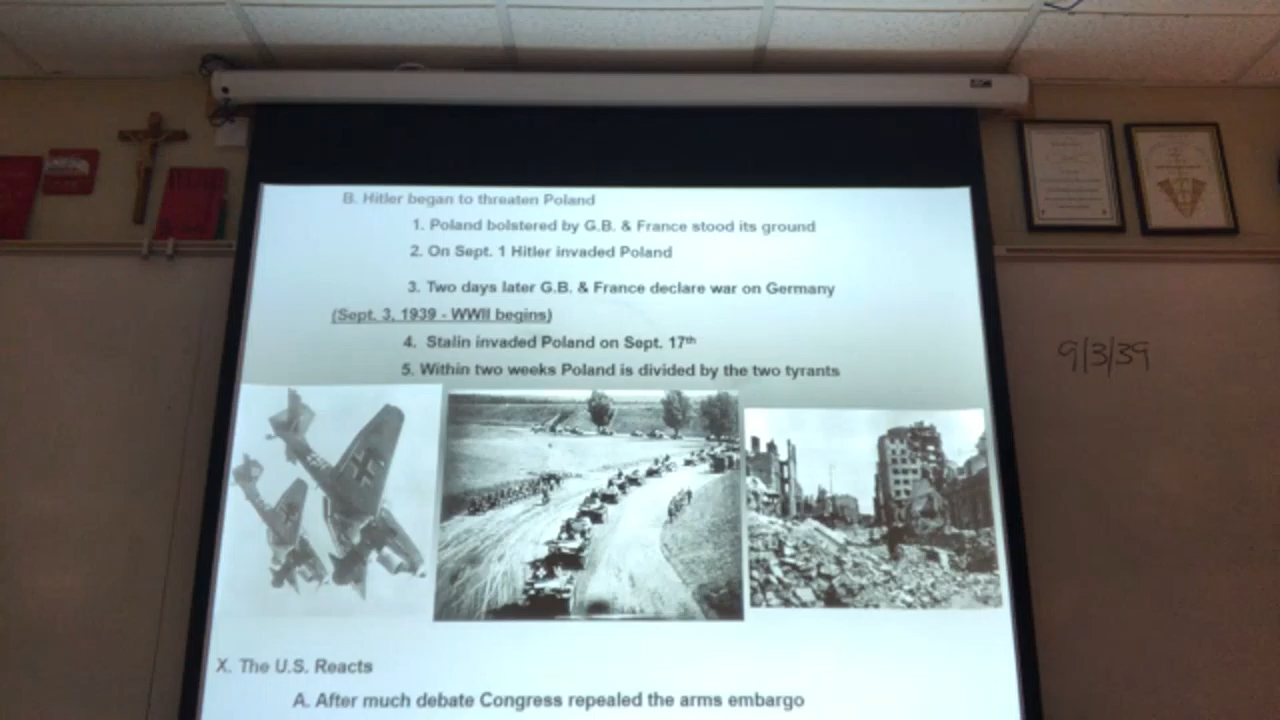 B. Hitler began to threaten Poland
1. Poland bolstered by G.B. & France stood its ground
2. On Sept. 1 Hitler invaded Poland
3. Two days later G.B. & France declare war on Germany
(Sept. 3, 1939 - WWII begins)
4. Stalin invaded Poland on Sept. 17th
5. Within two weeks Poland is divided by the two tyrants
9/3/39
X. The U.S. Reacts
A. After much debate Congress repealed the arms embargo